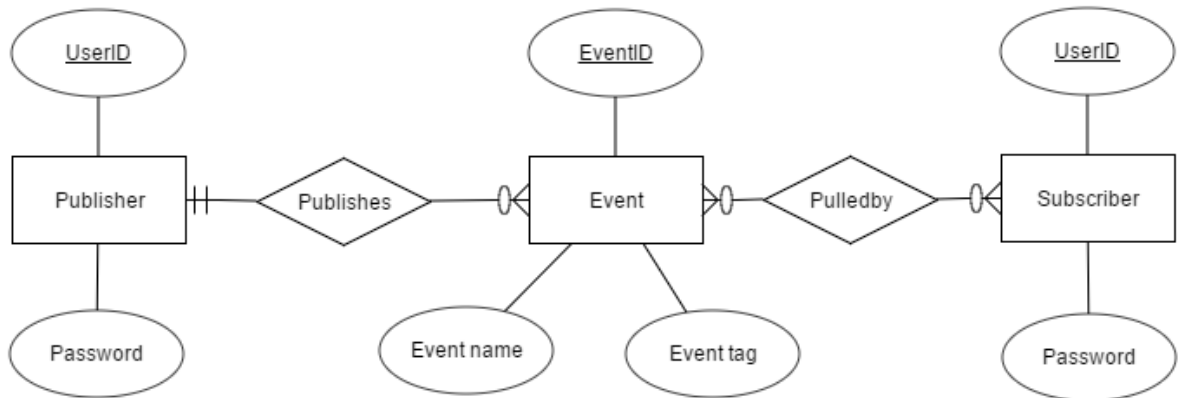 UserID
EventID
UserID
Publisher
Publishes
Event
Pulledby
Subscriber
Password
Event name
Event tag
Password